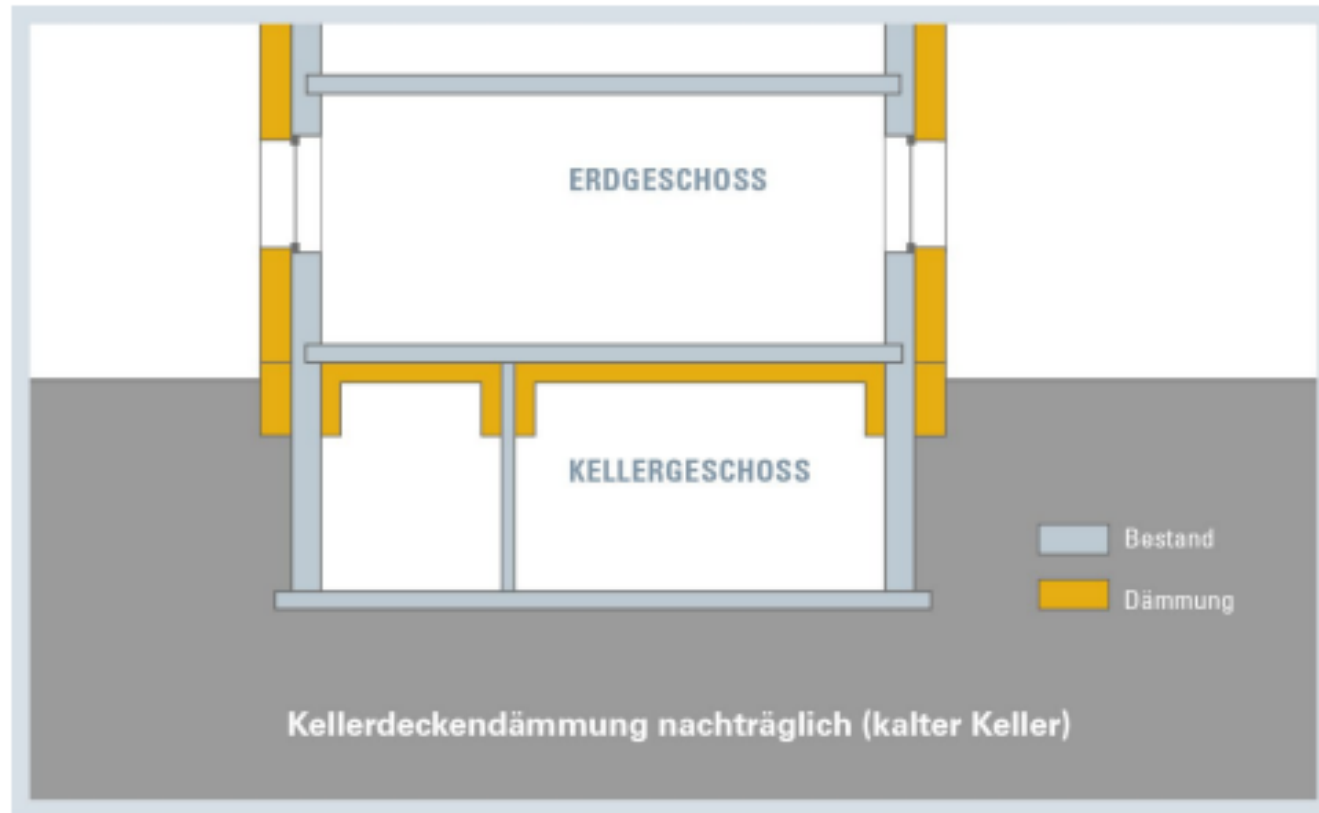 ERDGESCHOSS
KELLERGESCHOSS
Bestand
Dämmung
Kellerdeckendämmung nachträglich (kalter Keller)